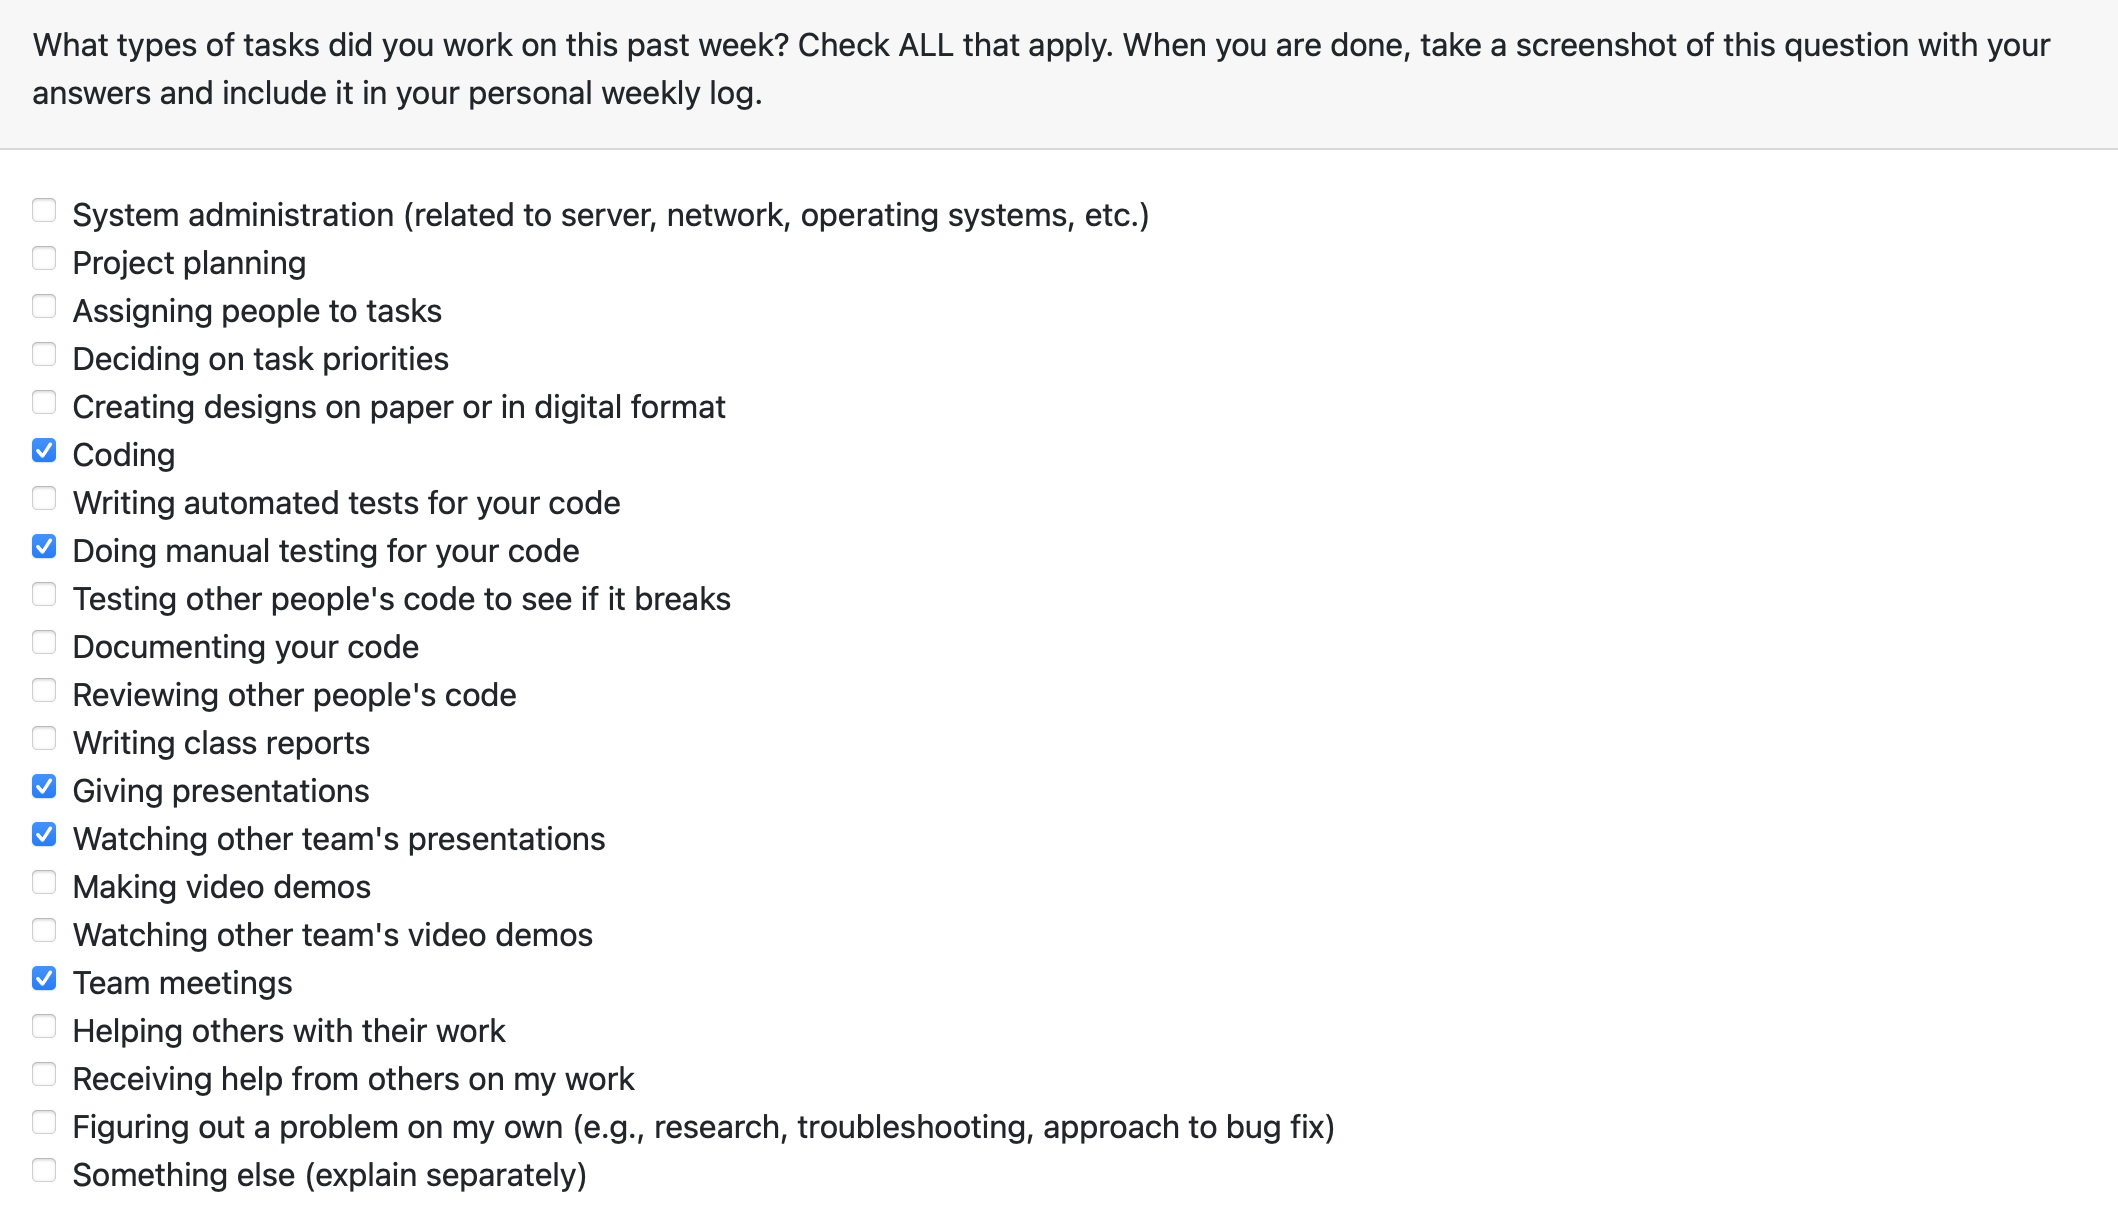 What types of tasks did you work on this past week? Check ALL that apply. When you are done, take a screenshot of this question with your
answers and include it in your personal weekly log.
System administration (related to server, network, operating systems, etc.)
Project planning
Assigning people to tasks
Deciding on task priorities
Creating designs on paper or in digital format
Coding
Writing automated tests for your code
Doing manual testing for your code
Testing other people's code to see if it breaks
Documenting your code
Reviewing other people's code
Writing class reports
Giving presentations
Watching other team's presentations
Making video demos
Watching other team's video demos
Team meetings
Helping others with their work
Receiving help from others on my work
Figuring out a problem on my own (e.g., research, troubleshooting, approach to bug fix)
Something else (explain separately)